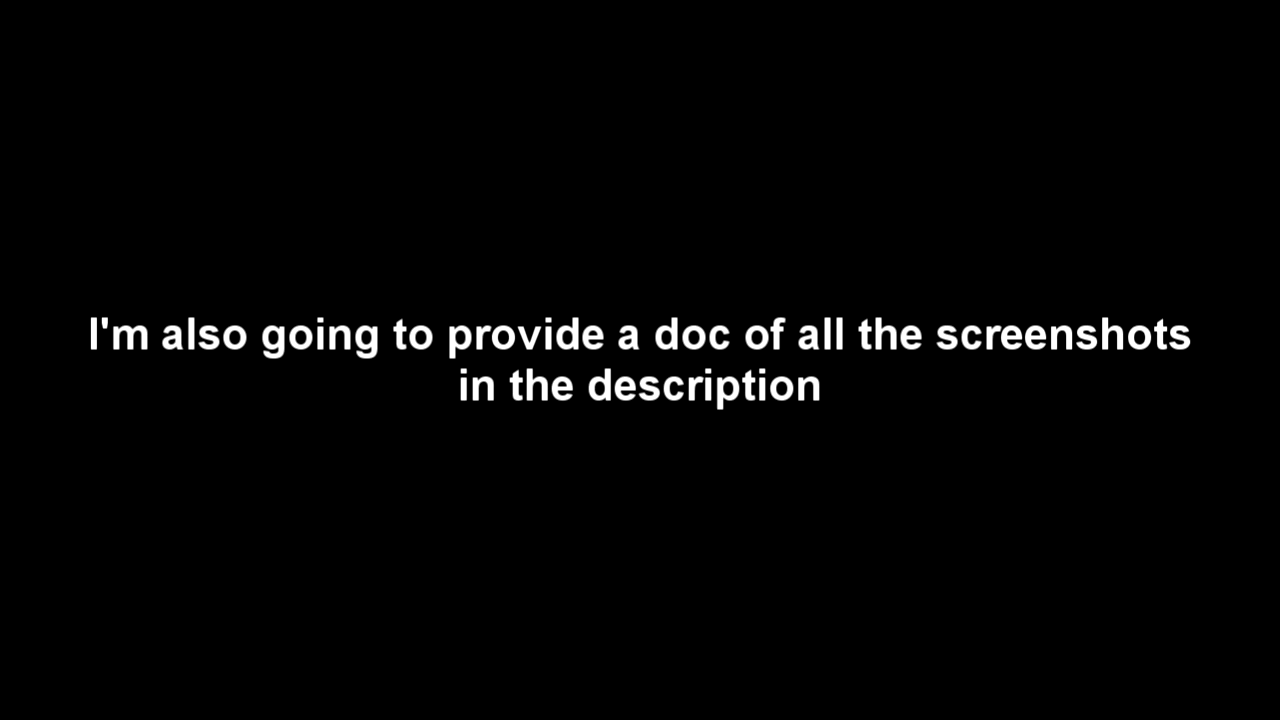 I'm also going to provide a doc of all the screenshots
in the description